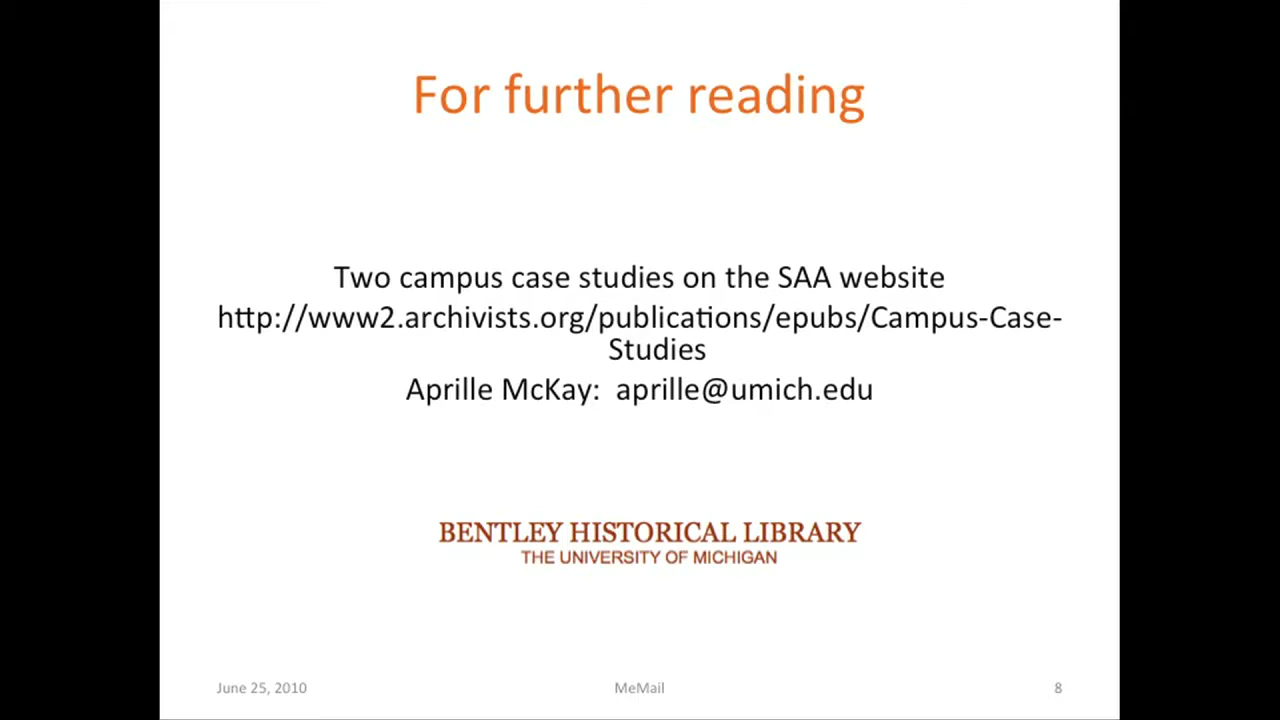 For further reading
Two campus case studies on the SAA website
http://www2.archivists.org/publications/epubs/Campus-Case-
Studies
Aprille McKay:  aprille@umich.edu
BENTLEY HISTORICAL LIBRARY
THE UNIVERSITY OF MICHIGAN
June 25, 2010
MeMail
8